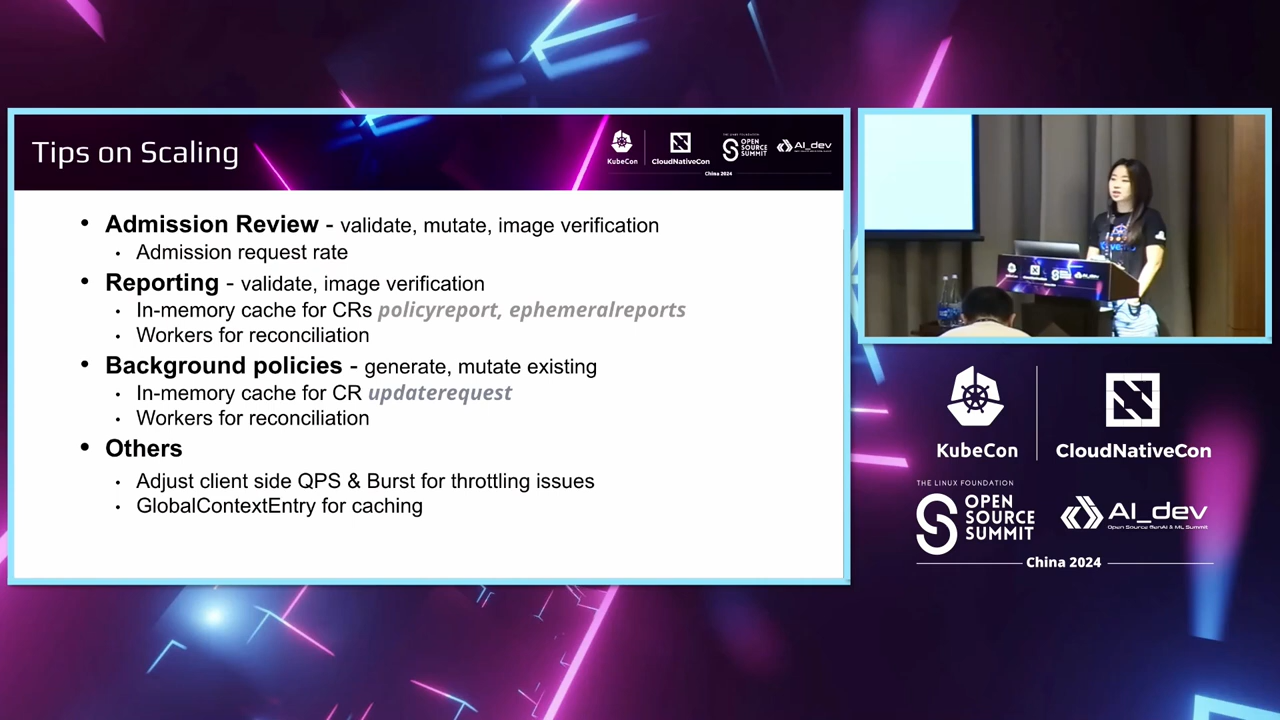 Tips on Scaling
KubeCon
CloudNativeCon
THE LINUX FOUNDATION
OPEN
SOURCE
SUMMIT
AI_dev
China 2024
• Admission Review - validate, mutate, image verification
• Admission request rate
• Reporting - validate, image verification
• In-memory cache for CRs policyreport, ephemeralreports
• Workers for reconciliation
• Background policies - generate, mutate existing
• In-memory cache for CR updaterequest
• Workers for reconciliation
• Others
• Adjust client side QPS & Burst for throttling issues
• GlobalContextEntry for caching
KubeCon
CloudNativeCon
THE LINUX FOUNDATION
OPEN
SOURCE
SUMMIT
AI_dev
Open Source GenAI & ML Summit
China 2024